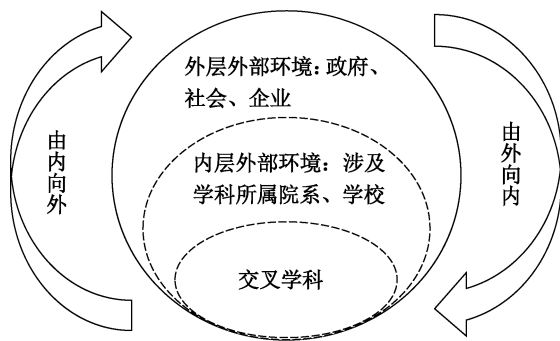 外层外部环境：政府、
社会、企业
由内向外
由外向内
内层外部环境：涉及
学科所属院系、学校
交叉学科